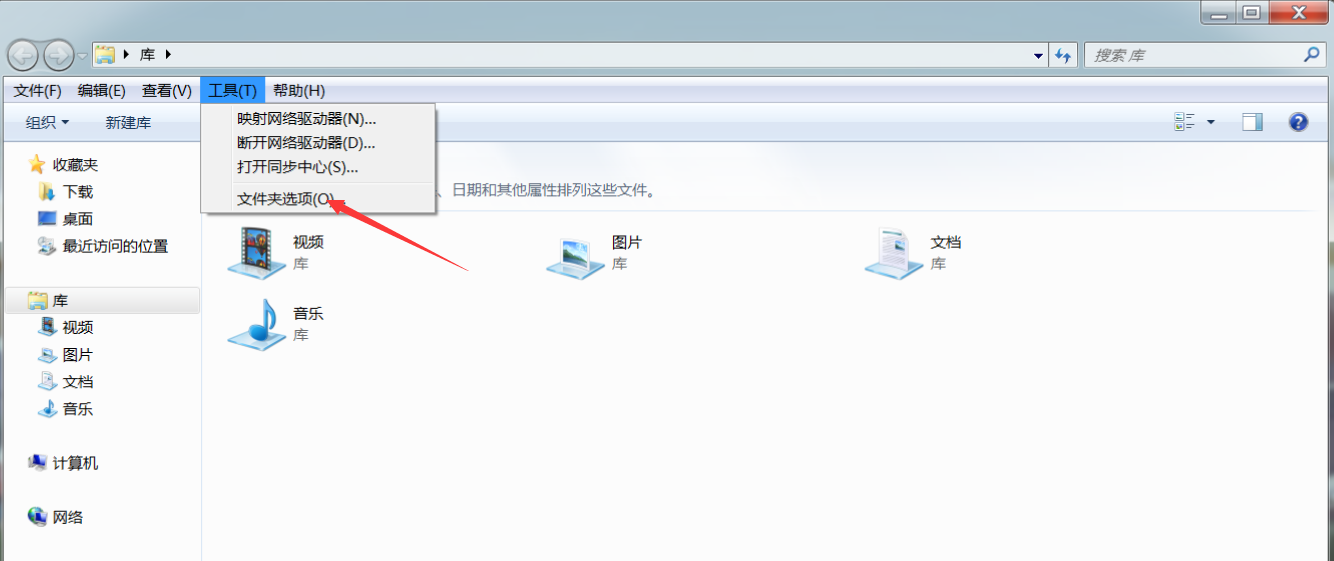 库
搜索 库
文件(F) 编辑(E) 查看(V) 工具(T) 帮助(H)
组织 新建库
映射网络驱动器(N)...
断开网络驱动器(D)...
打开同步中心(S)...
文件夹选项(O)
、日期和其他属性排列这些文件。
收藏夹
下载
桌面
最近访问的位置
库
视频
图片
文档
音乐
计算机
网络
视频
库
图片
库
文档
库
音乐
库